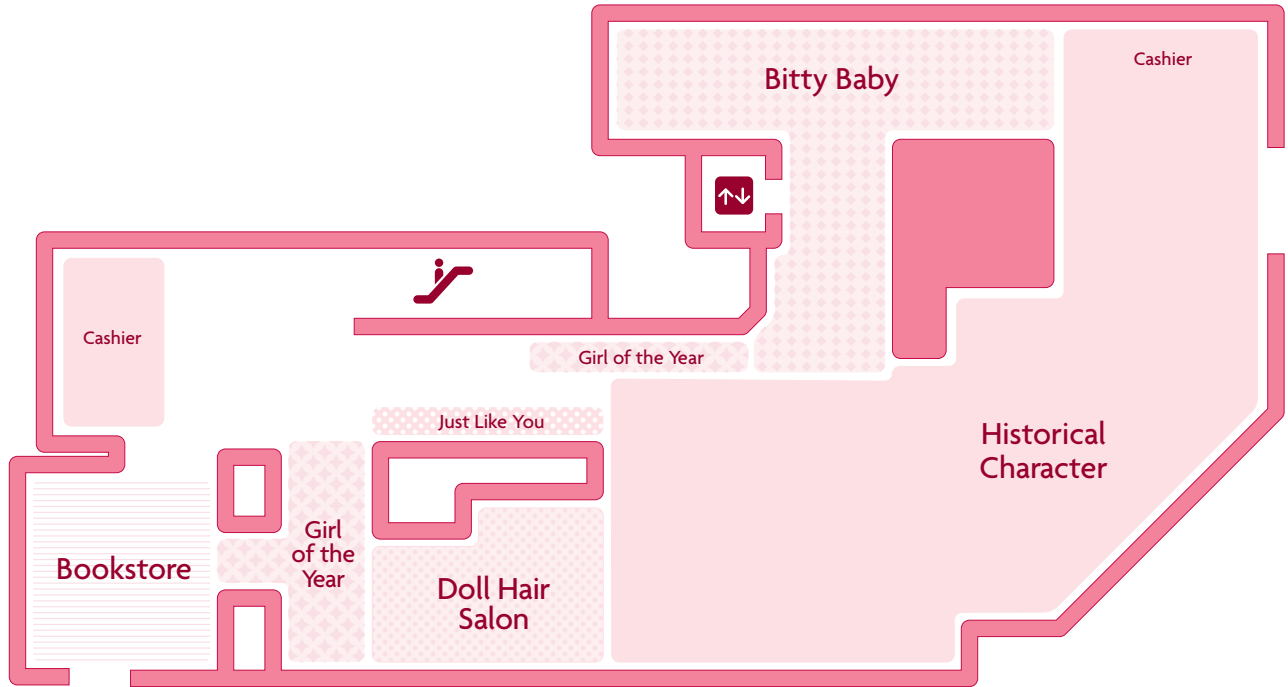 Bitty Baby
Cashier
Cashier
Girl of the Year
Just Like You
Historical
Character
Girl
of the
Year
Bookstore
Doll Hair
Salon